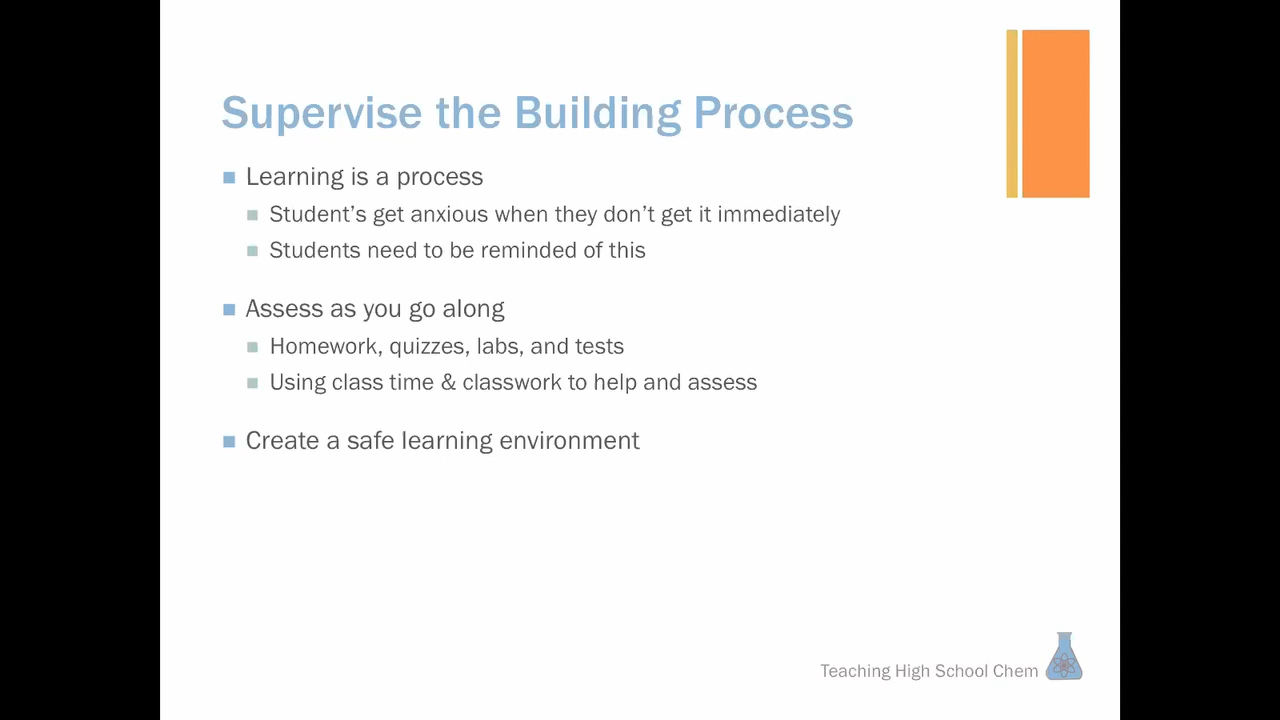 Supervise the Building Process
Learning is a process
Student’s get anxious when they don’t get it immediately
Students need to be reminded of this
Assess as you go along
Homework, quizzes, labs, and tests
Using class time & classwork to help and assess
Create a safe learning environment
Teaching High School Chem